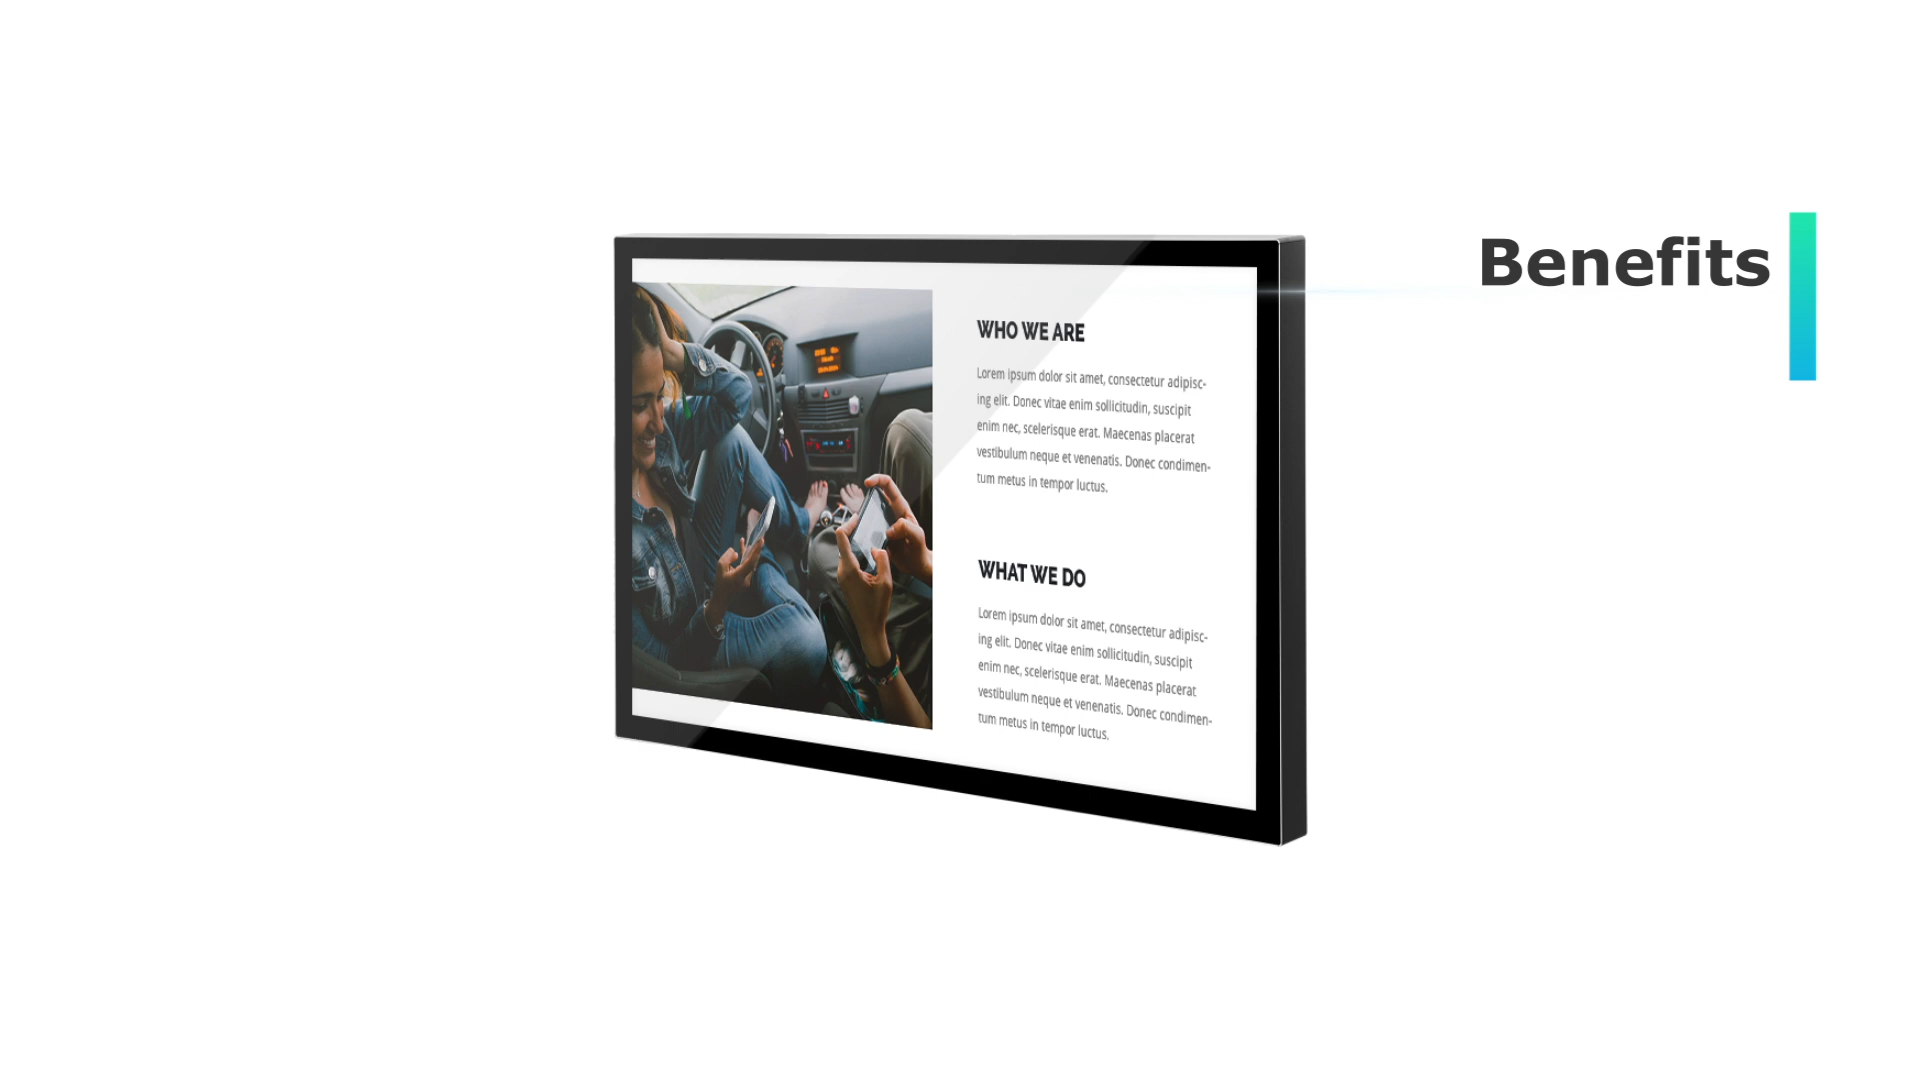 Benefits
WHO WE ARE
Lorem ipsum dolor sit amet, consectetur adipisc-
ing elit. Donec vitae enim sollicitudin, suscipit
enim nec, scelerisque erat. Maecenas placerat
vestibulum neque et venenatis. Donec condimen-
tum metus in tempor luctus.
WHAT WE DO
Lorem ipsum dolor sit amet, consectetur adipisc-
ing elit. Donec vitae enim sollicitudin, suscipit
enim nec, scelerisque erat. Maecenas placerat
vestibulum neque et venenatis. Donec condimen-
tum metus in tempor luctus.